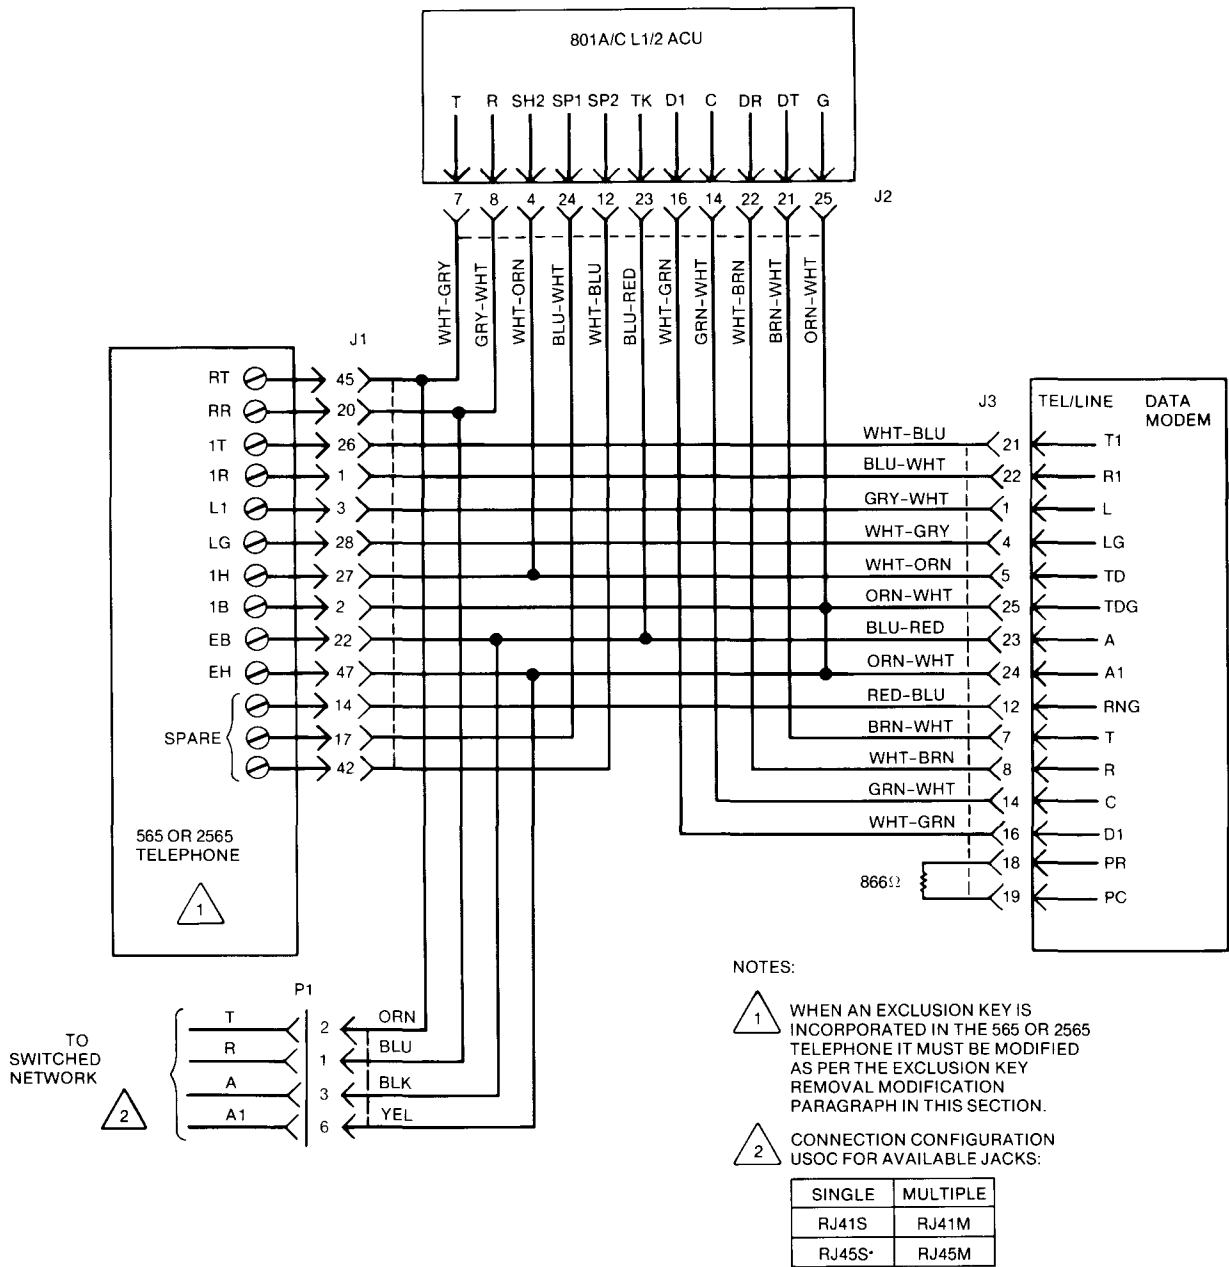 801A/C L1/2 ACU
T R SH2 SP1 SP2 TK D1 C DR DT G
7 8 4 24 12 23 16 14 22 21 25 J2
WHT-GRY
GRY-WHT
WHT-ORN
BLU-WHT
WHT-BLU
BLU-RED
WHT-GRN
GRN-WHT
WHT-BRN
BRN-WHT
ORN-WHT
J1
RT 45
RR 20
1T 26
1R 1
L1 3
LG 28
1H 27
1B 2
EB 22
EH 47
14
SPARE 17
42
565 OR 2565
TELEPHONE
1
J3 TEL/LINE DATA
MODEM
WHT-BLU 21 T1
BLU-WHT 22 R1
GRY-WHT 1 L
WHT-GRY 4 LG
WHT-ORN 5 TD
ORN-WHT 25 TDG
BLU-RED 23 A
ORN-WHT 24 A1
RED-BLU 12 RNG
BRN-WHT 7 T
WHT-BRN 8 R
GRN-WHT 14 C
WHT-GRN 16 D1
18 PR
866Ω
19 PC
P1
TO
SWITCHED
NETWORK
2
T 2 ORN
R 1 BLU
A 3 BLK
A1 6 YEL
NOTES:
1 WHEN AN EXCLUSION KEY IS
INCORPORATED IN THE 565 OR 2565
TELEPHONE IT MUST BE MODIFIED
AS PER THE EXCLUSION KEY
REMOVAL MODIFICATION
PARAGRAPH IN THIS SECTION.
2 CONNECTION CONFIGURATION
USOC FOR AVAILABLE JACKS:
SINGLE MULTIPLE
RJ41S RJ41M
RJ45S* RJ45M